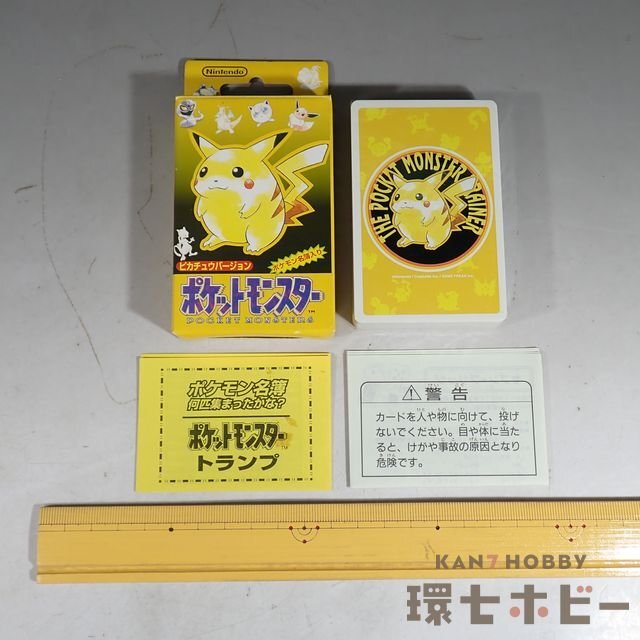 Nintendo
ピカチュウバージョン
ポケモン名簿入り
ポケットモンスター
POCKET MONSTERS
TM
THE POCKET MONSTER TRAINER
ポケモン名簿
何匹集まったかな?
ポケットモンスター
TM
トランプ
⚠警告
カードを人や物に向けて、投げ
ないでください。目や体に当た
ると、けがや事故の原因となり
危険です。
KAN7HOBBY
環七ホビー